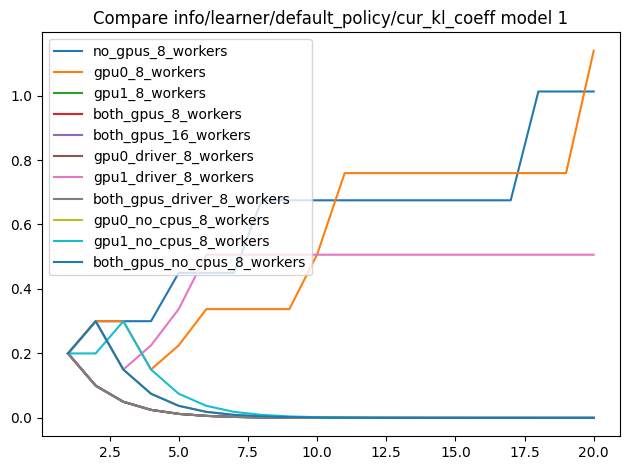 Compare info/learner/default_policy/cur_kl_coeff model 1
no_gpus_8_workers
gpu0_8_workers
gpu1_8_workers
both_gpus_8_workers
both_gpus_16_workers
gpu0_driver_8_workers
gpu1_driver_8_workers
both_gpus_driver_8_workers
gpu0_no_cpus_8_workers
gpu1_no_cpus_8_workers
both_gpus_no_cpus_8_workers
1.0
0.8
0.6
0.4
0.2
0.0
2.5 5.0 7.5 10.0 12.5 15.0 17.5 20.0